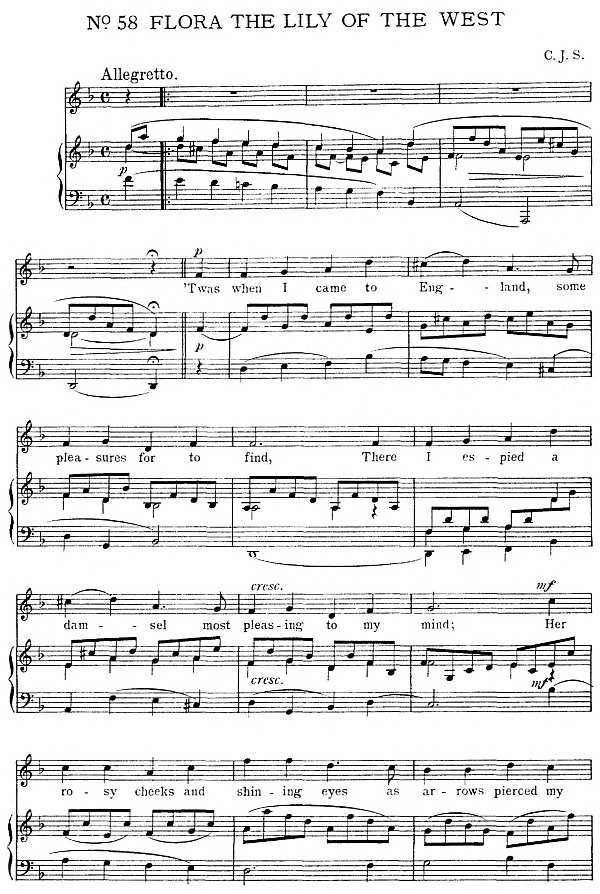 Nº 58 FLORA THE LILY OF THE WEST
C. J. S.
Allegretto.
p
p
'Twas when I came to Eng - land, some
p
plea - sures for to find, There I es - pied a
cresc. mf
dam - sel most pleas - ing to my mind; Her
cresc. mf
ro - sy cheeks and shin - ing eyes as ar - rows pierced my